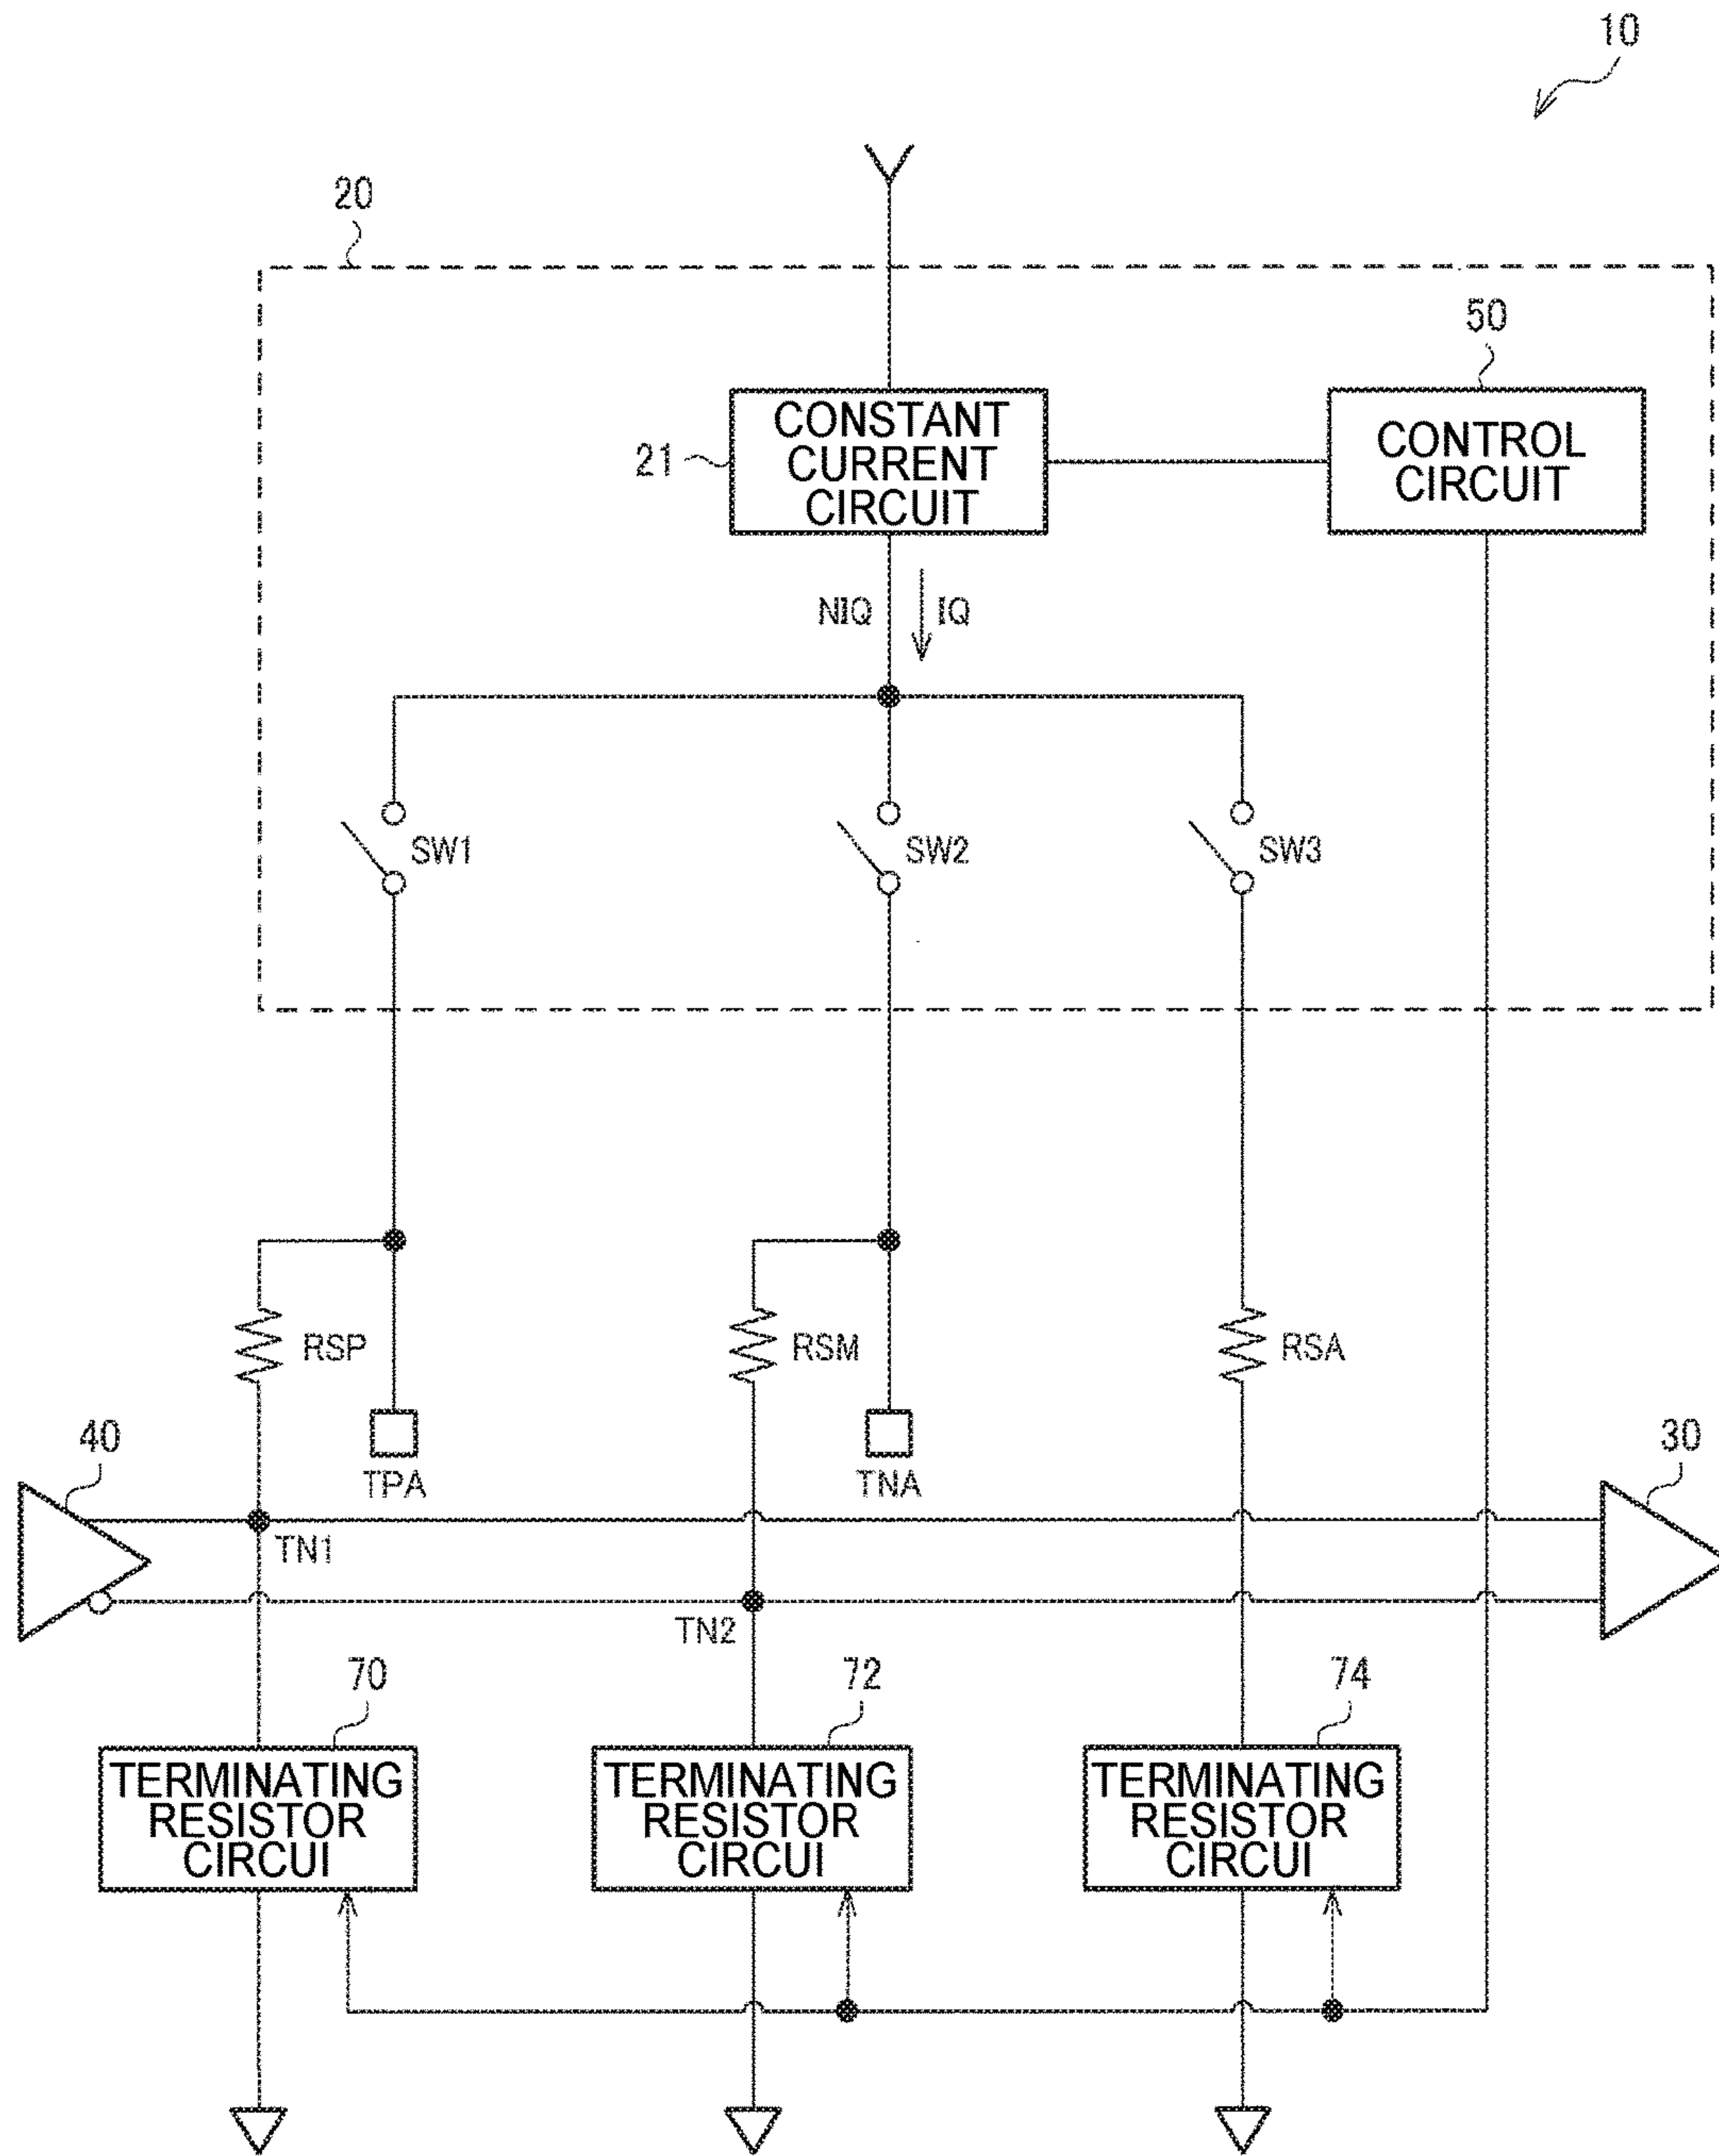 10
20
50
CONSTANT
CURRENT
CIRCUIT
21
CONTROL
CIRCUIT
NIQ
IQ
SW1
SW2
SW3
RSP
RSM
RSA
40
TPA
TNA
30
TN1
TN2
70
72
74
TERMINATING
RESISTOR
CIRCUI
TERMINATING
RESISTOR
CIRCUI
TERMINATING
RESISTOR
CIRCUI